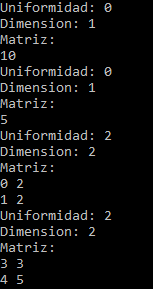 Uniformidad: 0
Dimension: 1
Matriz:
10
Uniformidad: 0
Dimension: 1
Matriz:
5
Uniformidad: 2
Dimension: 2
Matriz:
0 2
1 2
Uniformidad: 2
Dimension: 2
Matriz:
3 3
4 5